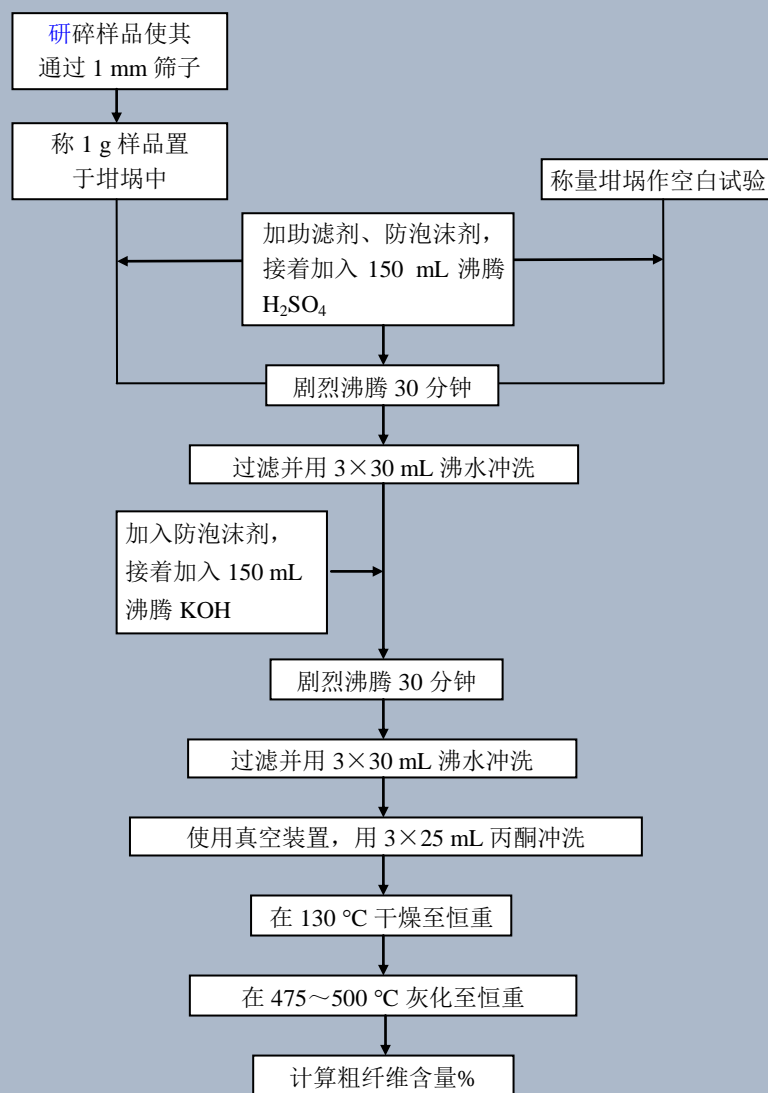 研碎样品使其
通过 1 mm 筛子
称 1 g 样品置
于坩埚中
称量坩埚作空白试验
加助滤剂、防泡沫剂，
接着加入 150 mL 沸腾
H₂SO₄
剧烈沸腾 30 分钟
过滤并用 3×30 mL 沸水冲洗
加入防泡沫剂，
接着加入 150 mL
沸腾 KOH
剧烈沸腾 30 分钟
过滤并用 3×30 mL 沸水冲洗
使用真空装置，用 3×25 mL 丙酮冲洗
在 130 °C 干燥至恒重
在 475～500 ℃ 灰化至恒重
计算粗纤维含量%